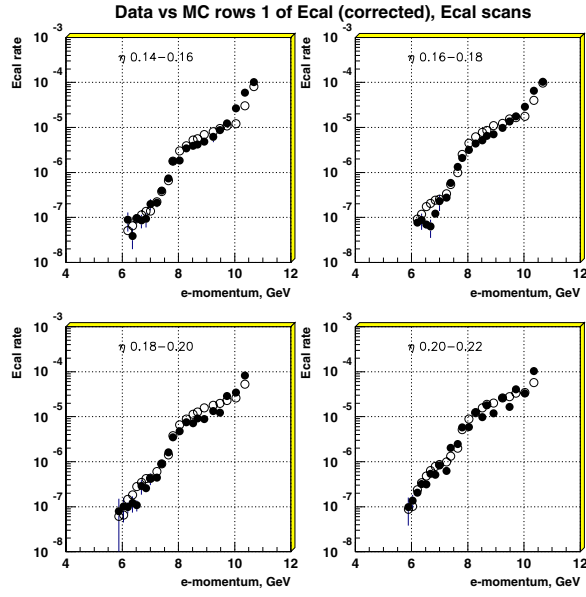 Data vs MC rows 1 of Ecal (corrected), Ecal scans
Ecal rate
10 -3
10 -4
10 -5
10 -6
10 -7
10 -8
η 0.14−0.16
4 6 8 10 12
e-momentum, GeV
Ecal rate
10 -3
10 -4
10 -5
10 -6
10 -7
10 -8
η 0.16−0.18
4 6 8 10 12
e-momentum, GeV
Ecal rate
10 -3
10 -4
10 -5
10 -6
10 -7
10 -8
η 0.18−0.20
4 6 8 10 12
e-momentum, GeV
Ecal rate
10 -3
10 -4
10 -5
10 -6
10 -7
10 -8
η 0.20−0.22
4 6 8 10 12
e-momentum, GeV